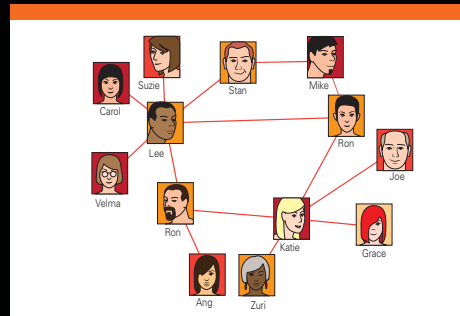 Suzie
Stan
Mike
Carol
Ron
Lee
Joe
Velma
Ron
Katie
Grace
Ang
Zuri